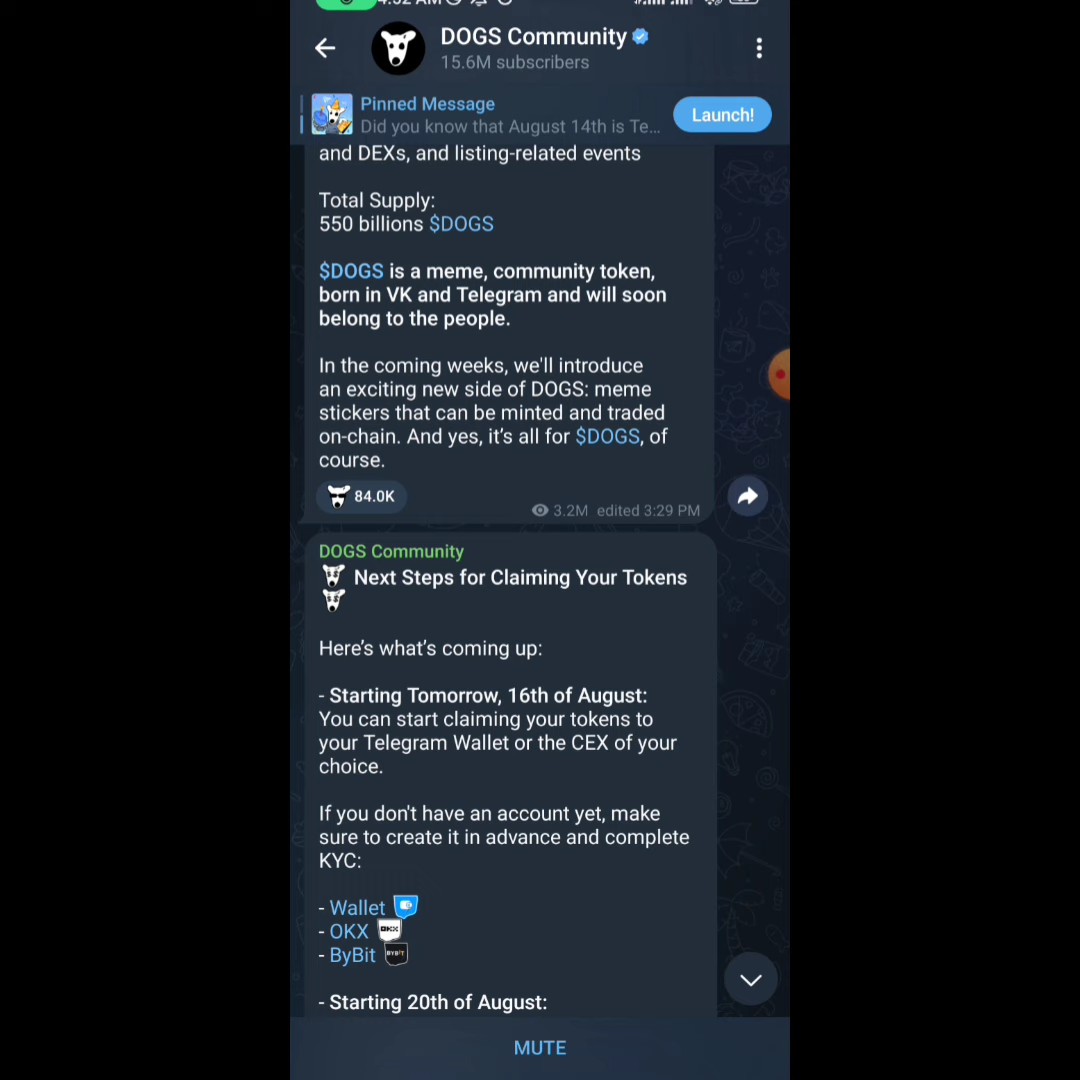 4:52 AM
DOGS Community
15.6M subscribers
Pinned Message
Did you know that August 14th is Te...
Launch!
and DEXs, and listing-related events
Total Supply:
550 billions $DOGS
$DOGS is a meme, community token,
born in VK and Telegram and will soon
belong to the people.
In the coming weeks, we'll introduce
an exciting new side of DOGS: meme
stickers that can be minted and traded
on-chain. And yes, it’s all for $DOGS, of
course.
84.0K
3.2M edited 3:29 PM
DOGS Community
Next Steps for Claiming Your Tokens
Here’s what’s coming up:
- Starting Tomorrow, 16th of August:
You can start claiming your tokens to
your Telegram Wallet or the CEX of your
choice.
If you don't have an account yet, make
sure to create it in advance and complete
KYC:
- Wallet
- OKX OKX
- ByBit BYBIT
- Starting 20th of August:
MUTE